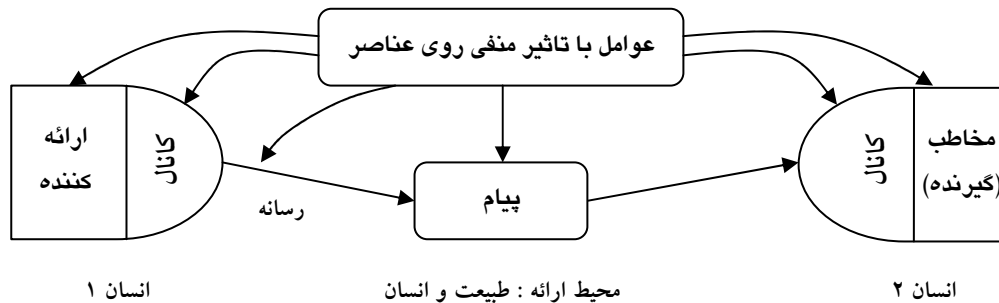 عوامل با تاثیر منفی روی عناصر
مخاطب
(گیرنده)
کانال
پیام
رسانه
کانال
ارائه
کننده
انسان ۲
محیط ارائه : طبیعت و انسان
انسان ۱